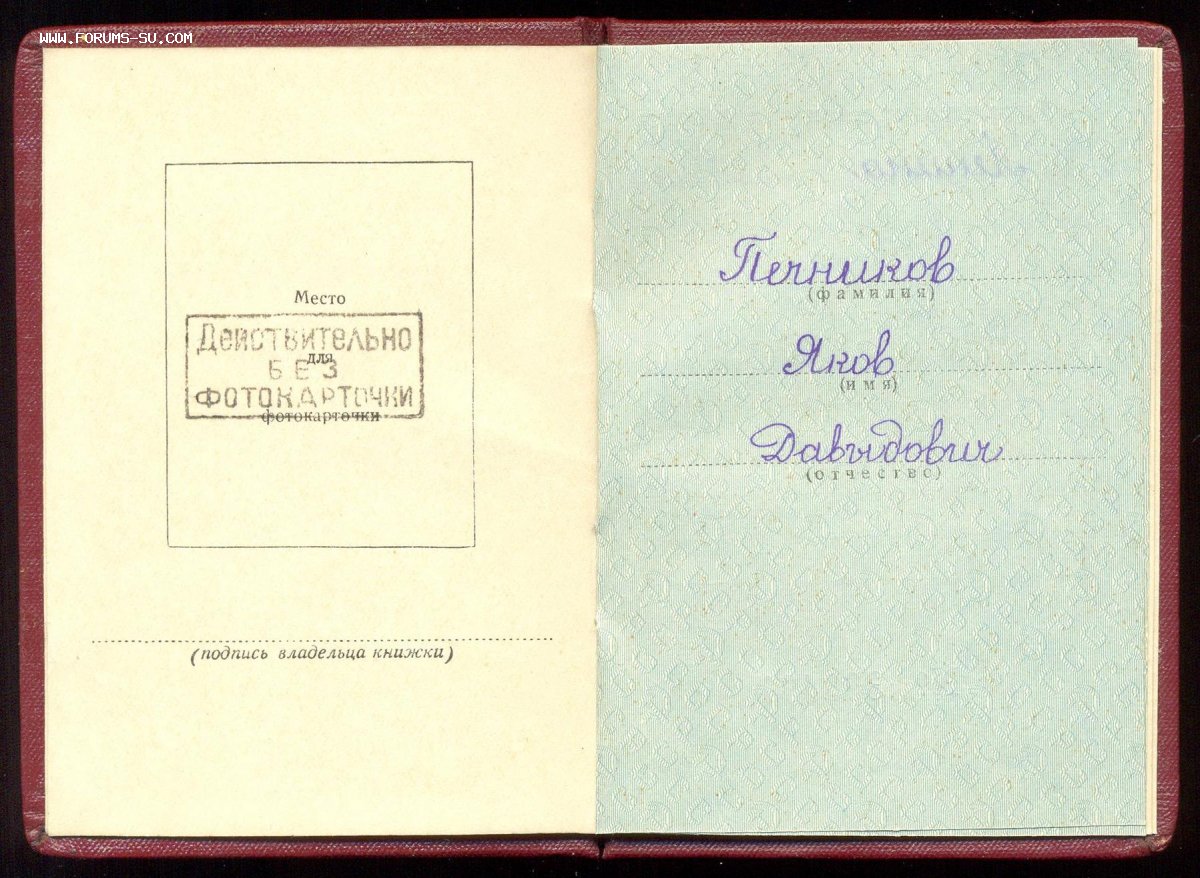 WWW.FORUMS-SU.COM
Место
Действительно
для
БЕЗ
ФОТОКАРТОЧКИ
фотокарточки
(подпись владельца книжки)
Печников
(фамилия)
Яков
(имя)
Давыдович
(отчество)